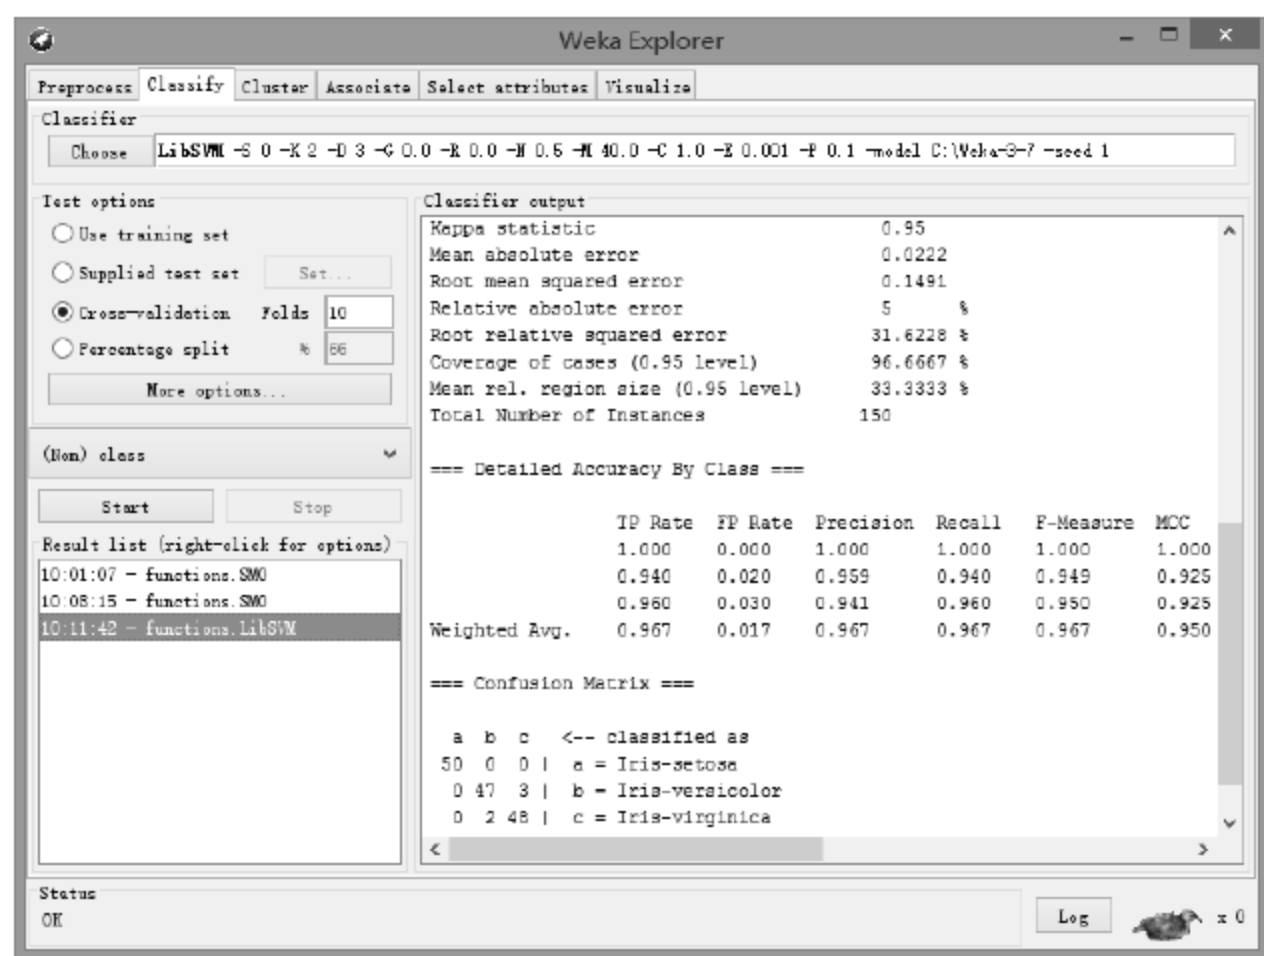 Weka Explorer
Preprocess Classify Cluster Associate Select attributes Visualize
Classifier
Choose LibSVM -S 0 -K 2 -D 3 -G 0.0 -R 0.0 -N 0.5 -M 40.0 -C 1.0 -E 0.001 -P 0.1 -model C:\Weka-3-7 -seed 1
Test options
Use training set
Supplied test set Set...
Cross-validation Folds 10
Percentage split % 66
More options...
(Nom) class
Start Stop
Result list (right-click for options)
10:01:07 - functions.SMO
10:08:15 - functions.SMO
10:11:42 - functions.LibSVM
Classifier output
Kappa statistic 0.95
Mean absolute error 0.0222
Root mean squared error 0.1491
Relative absolute error 5 %
Root relative squared error 31.6228 %
Coverage of cases (0.95 level) 96.6667 %
Mean rel. region size (0.95 level) 33.3333 %
Total Number of Instances 150
=== Detailed Accuracy By Class ===
TP Rate FP Rate Precision Recall F-Measure MCC
1.000 0.000 1.000 1.000 1.000 1.000
0.940 0.020 0.959 0.940 0.949 0.925
0.960 0.030 0.941 0.960 0.950 0.925
Weighted Avg. 0.967 0.017 0.967 0.967 0.967 0.950
=== Confusion Matrix ===
a b c <-- classified as
50 0 0 | a = Iris-setosa
0 47 3 | b = Iris-versicolor
0 2 48 | c = Iris-virginica
Status
OK
Log x 0